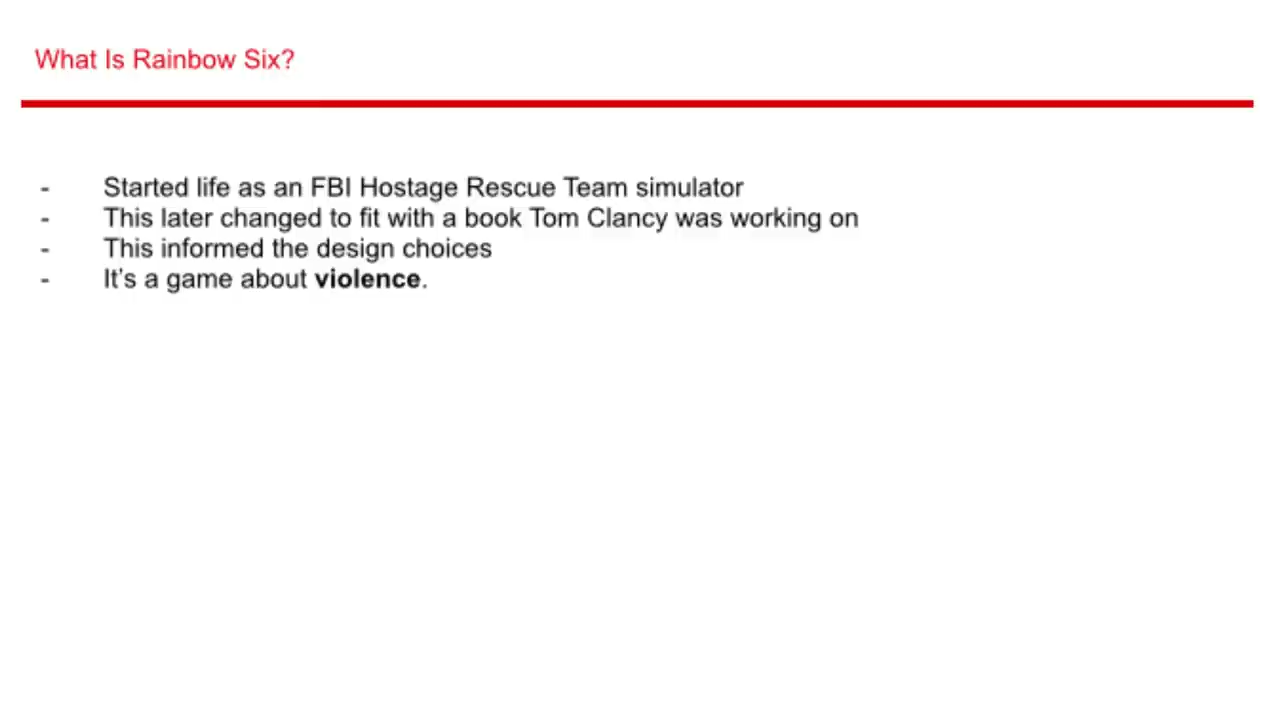 What Is Rainbow Six?
- Started life as an FBI Hostage Rescue Team simulator
- This later changed to fit with a book Tom Clancy was working on
- This informed the design choices
- It's a game about violence.